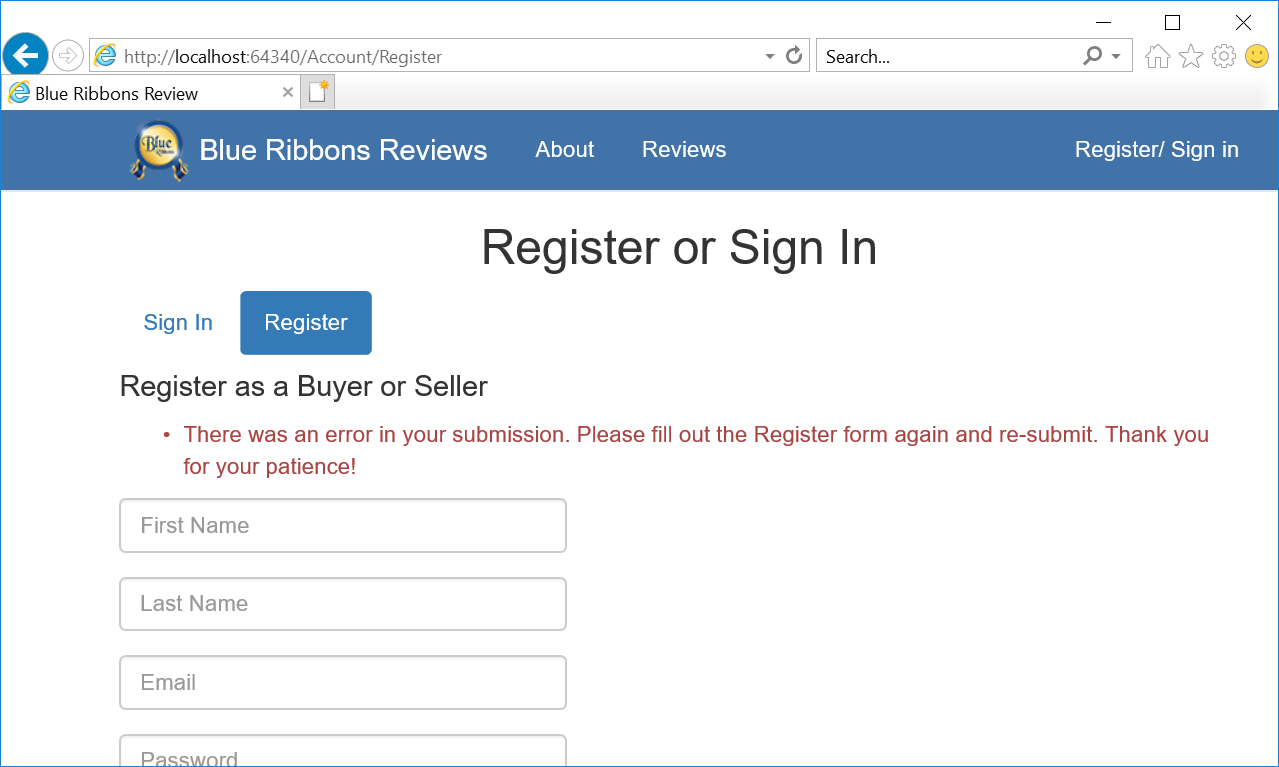 http://localhost:64340/Account/Register
Search...
Blue Ribbons Review
Blue
Blue Ribbons Reviews
About
Reviews
Register/ Sign in
Register or Sign In
Sign In
Register
Register as a Buyer or Seller
• There was an error in your submission. Please fill out the Register form again and re-submit. Thank you
for your patience!
First Name
Last Name
Email
Password